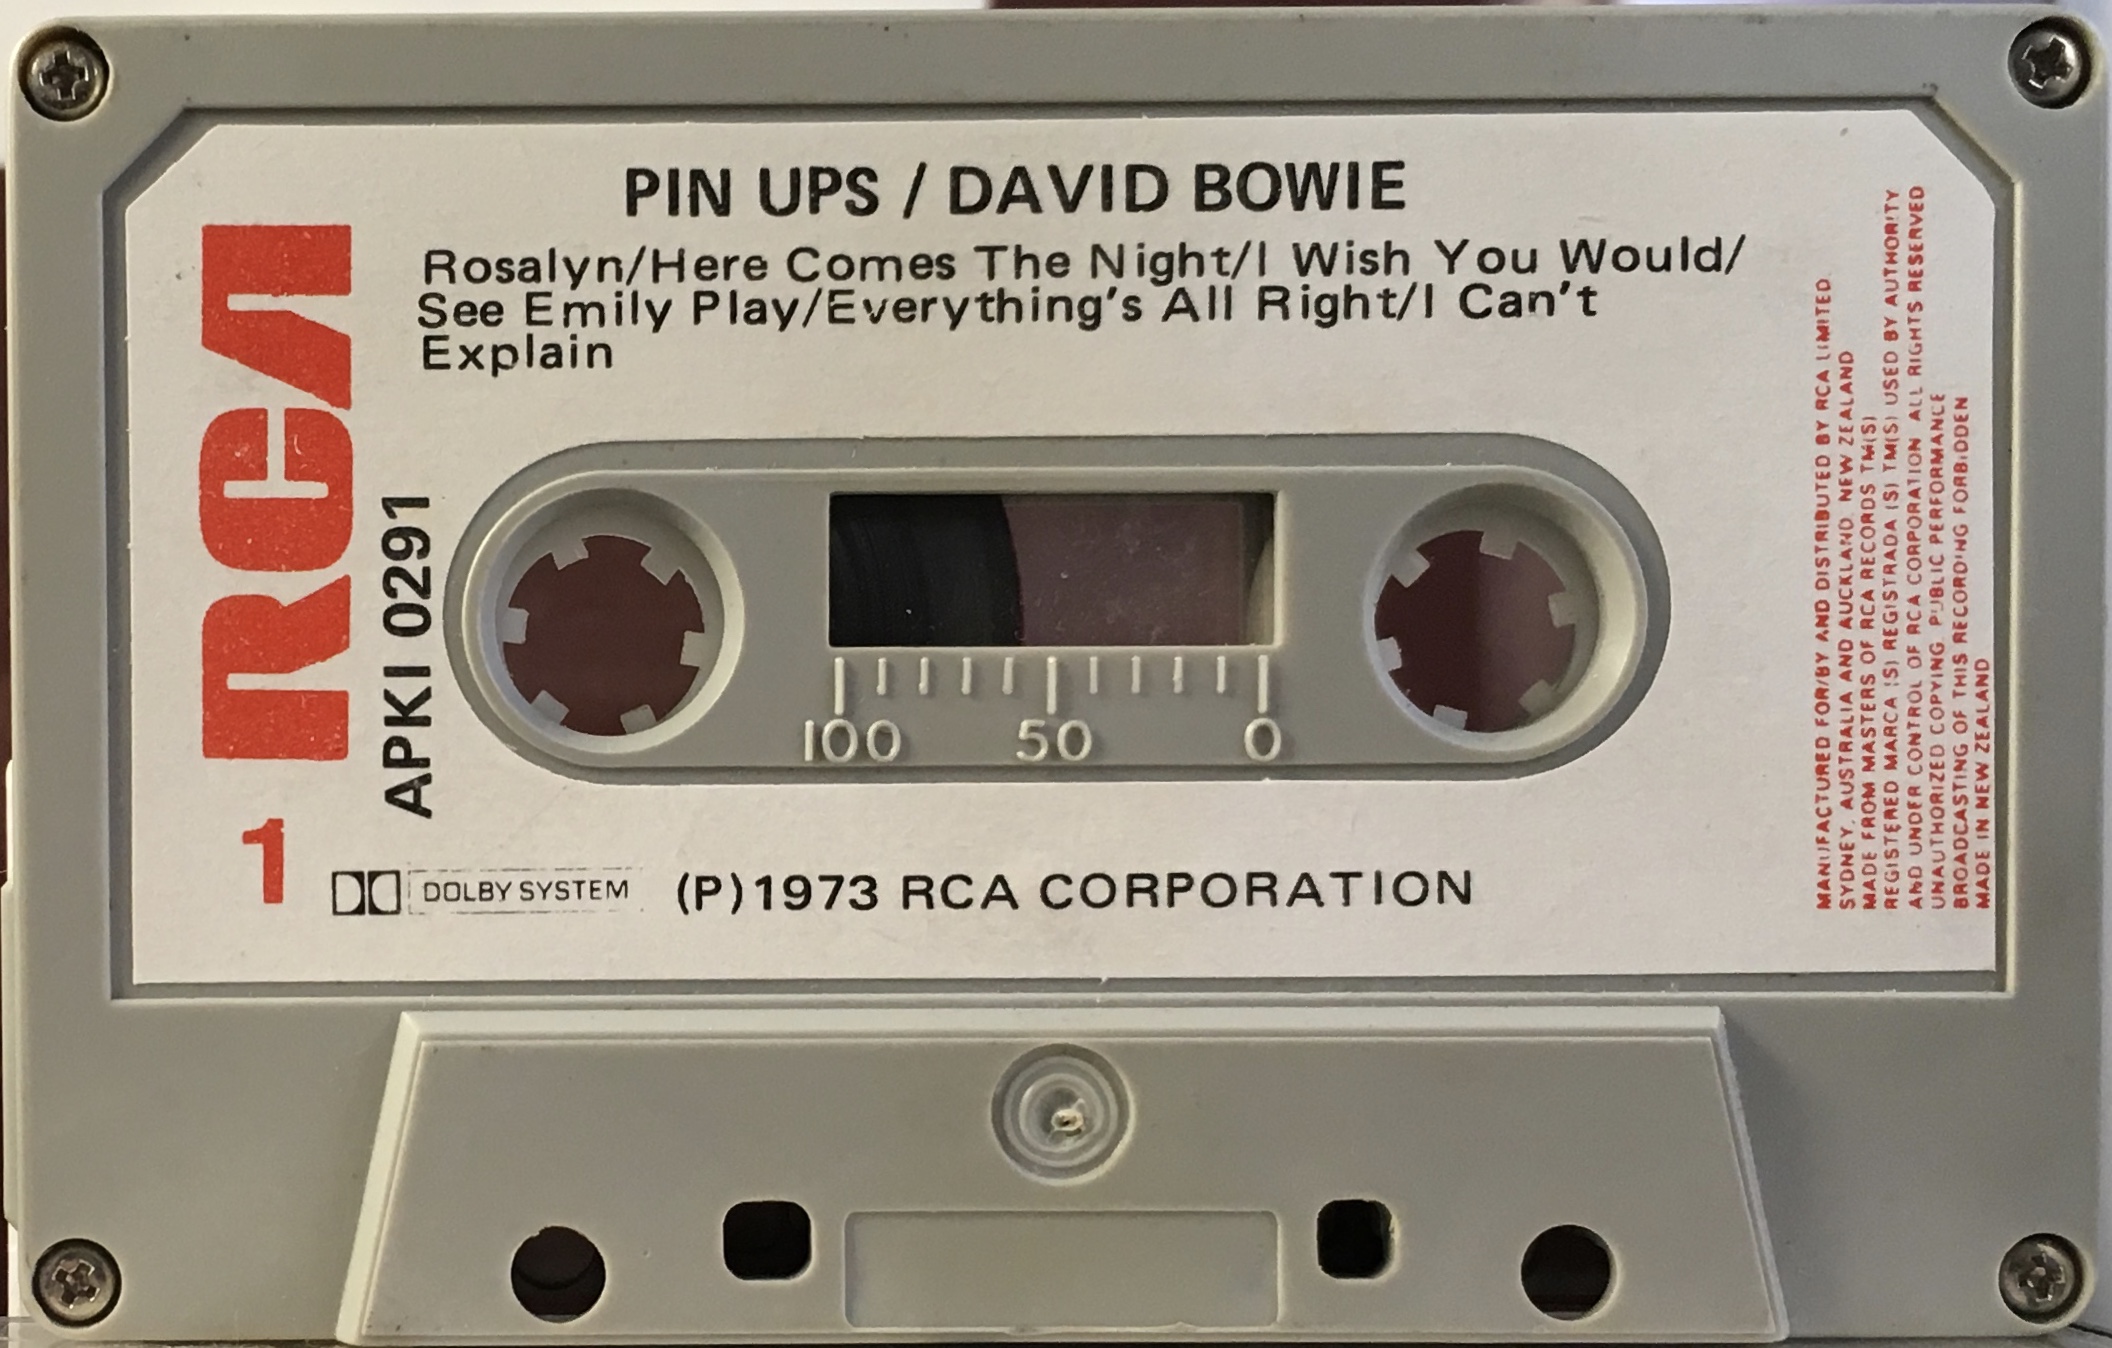 PIN UPS / DAVID BOWIE
Rosalyn/Here Comes The Night/I Wish You Would/
See Emily Play/Everything's All Right/I Can't
Explain
RCA
APKI 0291
100 50 0
1
DOLBY SYSTEM
(P)1973 RCA CORPORATION
MANUFACTURED FOR/BY AND DISTRIBUTED BY RCA LIMITED.
SYDNEY, AUSTRALIA AND AUCKLAND, NEW ZEALAND
MADE FROM MASTERS OF RCA RECORDS TM(S)
REGISTERED MARCA (S) REGISTRADA (S) TM(S) USED BY AUTHORITY
AND UNDER CONTROL OF RCA CORPORATION. ALL RIGHTS RESERVED
UNAUTHORIZED COPYING, PUBLIC PERFORMANCE
BROADCASTING OF THIS RECORDING FORBIDDEN
MADE IN NEW ZEALAND